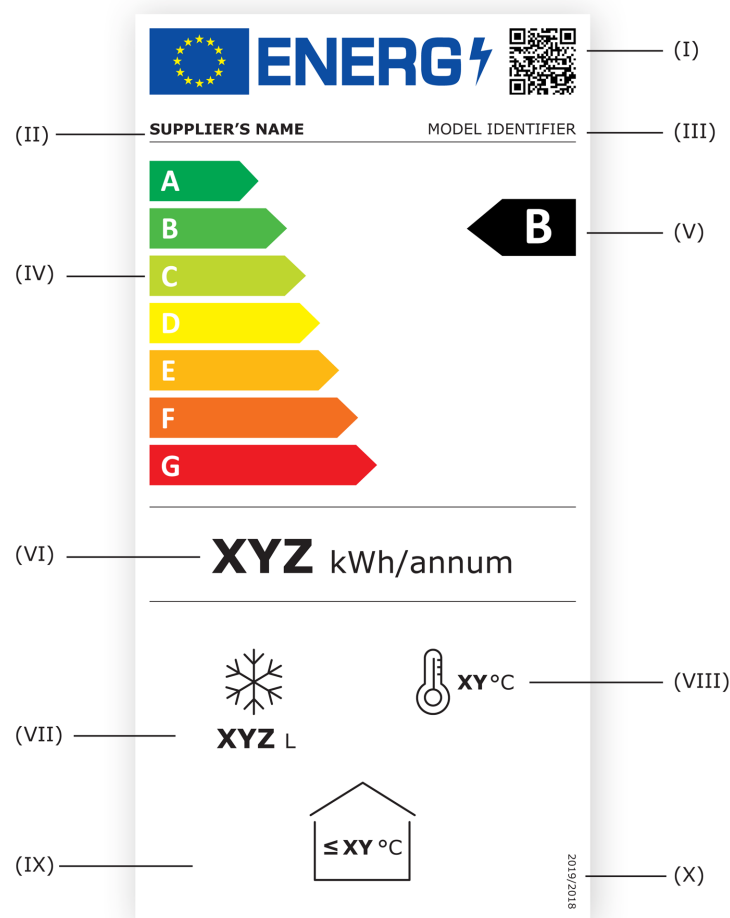 ENERG
(I)
(II)
SUPPLIER'S NAME
MODEL IDENTIFIER
(III)
A
B
B
(V)
(IV)
C
D
E
F
G
(VI)
XYZ kWh/annum
XY°C
(VIII)
(VII)
XYZ L
≤ XY °C
(IX)
2019/2018
(X)